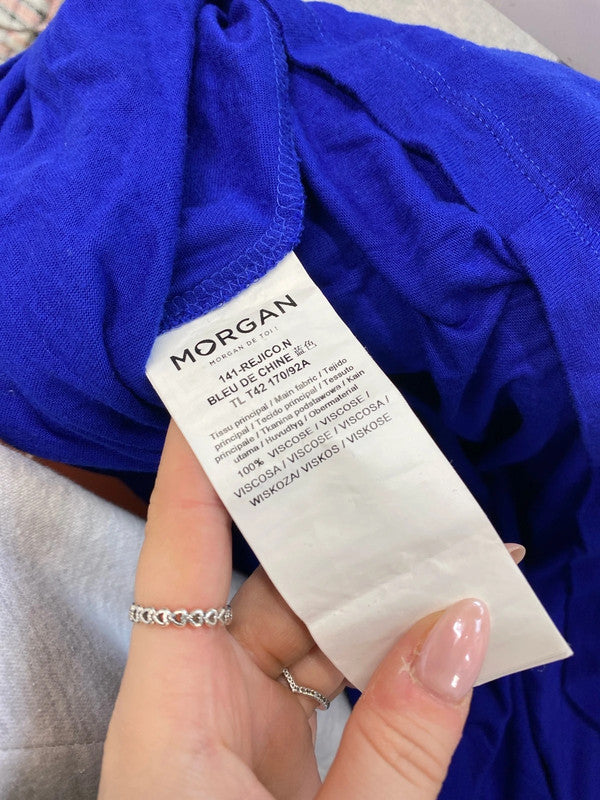 MORGAN
MORGAN DE TOI !
141-REJICO.N
BLEU DE CHINE 藍色
TL T42 170/92A
Tissu principal / Main fabric / Tejido
principal / Tecido principal / Tessuto
principale / Tkanina podstawowa / Kain
utama / Huvudtyg / Obermaterial
100% VISCOSE / VISCOSE /
VISCOSA / VISCOSE / VISCOSA /
WISKOZA/ VISKOS / VISKOSE